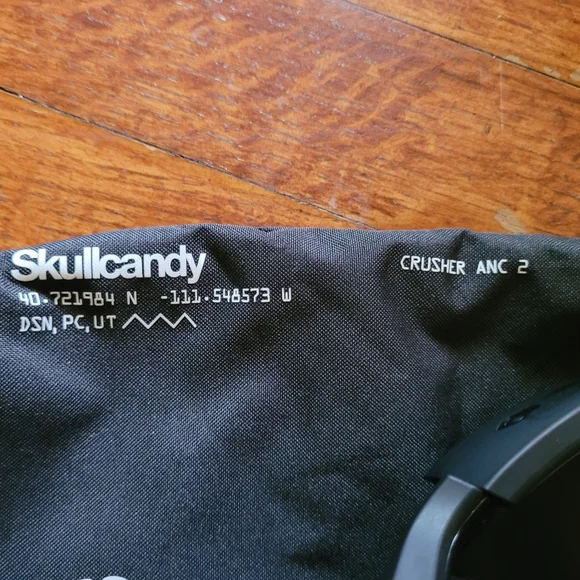 Skullcandy
CRUSHER ANC 2
40.721984 N -111.548573 W
DSN, PC, UT